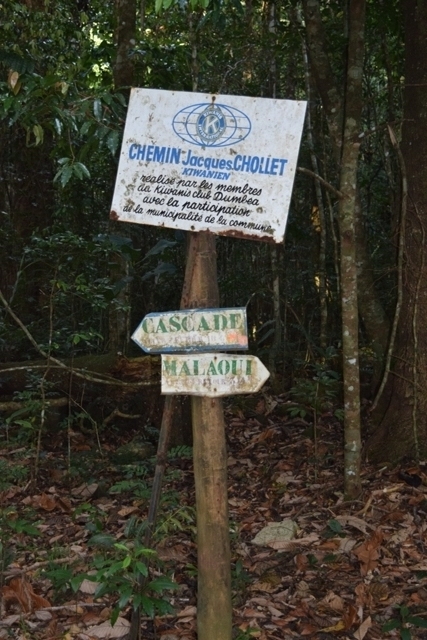 CHEMIN Jacques CHOLLET
KIWANIEN
réalisé par les membres
du Kiwanis club Dumbea
avec la participation
de la municipalité de la commune
CASCADE
MALAOUI